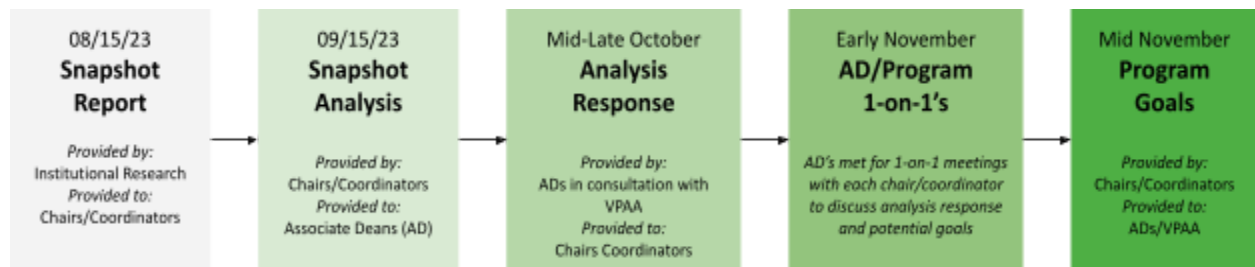 08/15/23
Snapshot
Report
Provided by:
Institutional Research
Provided to:
Chairs/Coordinators
09/15/23
Snapshot
Analysis
Provided by:
Chairs/Coordinators
Provided to:
Associate Deans (AD)
Mid-Late October
Analysis
Response
Provided by:
ADs in consultation with
VPAA
Provided to:
Chairs Coordinators
Early November
AD/Program
1-on-1's
AD's met for 1-on-1 meetings
with each chair/coordinator
to discuss analysis response
and potential goals
Mid November
Program
Goals
Provided by:
Chairs/Coordinators
Provided to:
ADs/VPAA